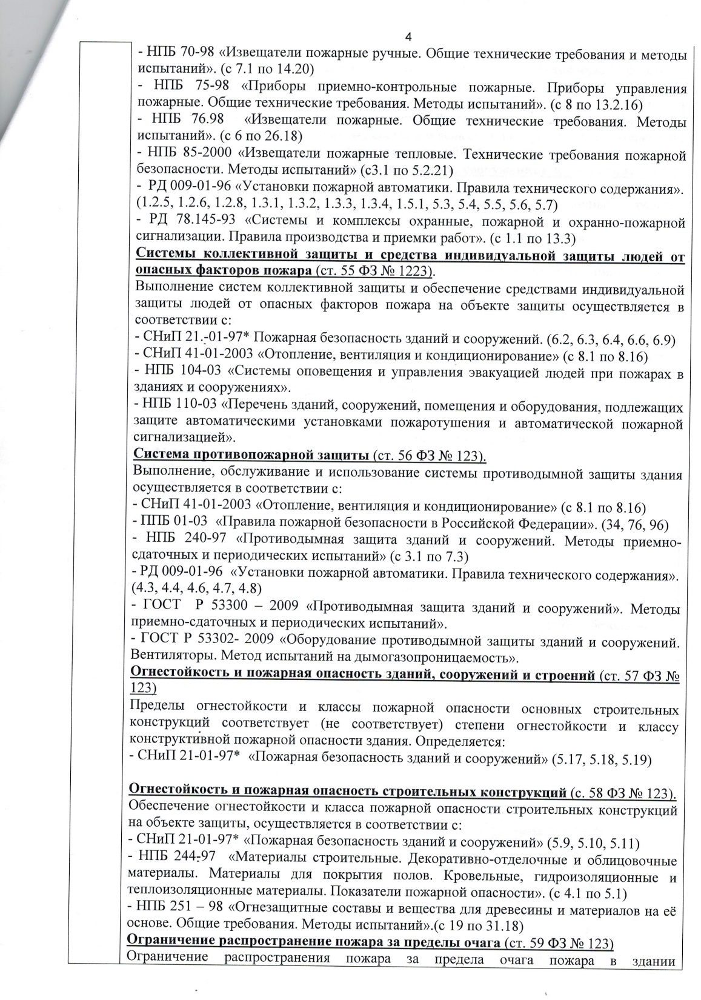 4
- НПБ 70-98 «Извещатели пожарные ручные. Общие технические требования и методы
испытаний». (с 7.1 по 14.20)
- НПБ 75-98 «Приборы приемно-контрольные пожарные. Приборы управления
пожарные. Общие технические требования. Методы испытаний». (с 8 по 13.2.16)
- НПБ 76.98 «Извещатели пожарные. Общие технические требования. Методы
испытаний». (с 6 по 26.18)
- НПБ 85-2000 «Извещатели пожарные тепловые. Технические требования пожарной
безопасности. Методы испытаний» (с3.1 по 5.2.21)
- РД 009-01-96 «Установки пожарной автоматики. Правила технического содержания».
(1.2.5, 1.2.6, 1.2.8, 1.3.1, 1.3.2, 1.3.3, 1.3.4, 1.5.1, 5.3, 5.4, 5.5, 5.6, 5.7)
- РД 78.145-93 «Системы и комплексы охранные, пожарной и охранно-пожарной
сигнализации. Правила производства и приемки работ». (с 1.1 по 13.3)
Системы коллективной защиты и средства индивидуальной защиты людей от
опасных факторов пожара (ст. 55 ФЗ № 1223).
Выполнение систем коллективной защиты и обеспечение средствами индивидуальной
защиты людей от опасных факторов пожара на объекте защиты осуществляется в
соответствии с:
- СНиП 21.-01-97* Пожарная безопасность зданий и сооружений. (6.2, 6.3, 6.4, 6.6, 6.9)
- СНиП 41-01-2003 «Отопление, вентиляция и кондиционирование» (с 8.1 по 8.16)
- НПБ 104-03 «Системы оповещения и управления эвакуацией людей при пожарах в
зданиях и сооружениях».
- НПБ 110-03 «Перечень зданий, сооружений, помещения и оборудования, подлежащих
защите автоматическими установками пожаротушения и автоматической пожарной
сигнализацией».
Система противопожарной защиты (ст. 56 ФЗ № 123).
Выполнение, обслуживание и использование системы противодымной защиты здания
осуществляется в соответствии с:
- СНиП 41-01-2003 «Отопление, вентиляция и кондиционирование» (с 8.1 по 8.16)
- ППБ 01-03 «Правила пожарной безопасности в Российской Федерации». (34, 76, 96)
- НПБ 240-97 «Противодымная защита зданий и сооружений. Методы приемно-
сдаточных и периодических испытаний» (с 3.1 по 7.3)
- РД 009-01-96 «Установки пожарной автоматики. Правила технического содержания».
(4.3, 4.4, 4.6, 4.7, 4.8)
- ГОСТ Р 53300 – 2009 «Противодымная защита зданий и сооружений». Методы
приемно-сдаточных и периодических испытаний».
- ГОСТ Р 53302- 2009 «Оборудование противодымной защиты зданий и сооружений.
Вентиляторы. Метод испытаний на дымогазопроницаемость».
Огнестойкость и пожарная опасность зданий, сооружений и строений (ст. 57 ФЗ №
123)
Пределы огнестойкости и классы пожарной опасности основных строительных
конструкций соответствует (не соответствует) степени огнестойкости и классу
конструктивной пожарной опасности здания. Определяется:
- СНиП 21-01-97* «Пожарная безопасность зданий и сооружений» (5.17, 5.18, 5.19)
Огнестойкость и пожарная опасность строительных конструкций (с. 58 ФЗ № 123).
Обеспечение огнестойкости и класса пожарной опасности строительных конструкций
на объекте защиты, осуществляется в соответствии с:
- СНиП 21-01-97* «Пожарная безопасность зданий и сооружений» (5.9, 5.10, 5.11)
- НПБ 244-97 «Материалы строительные. Декоративно-отделочные и облицовочные
материалы. Материалы для покрытия полов. Кровельные, гидроизоляционные и
теплоизоляционные материалы. Показатели пожарной опасности». (с 4.1 по 5.1)
- НПБ 251 – 98 «Огнезащитные составы и вещества для древесины и материалов на её
основе. Общие требования. Методы испытаний».(с 19 по 31.18)
Ограничение распространение пожара за пределы очага (ст. 59 ФЗ № 123)
Ограничение распространения пожара за предела очага пожара в здании